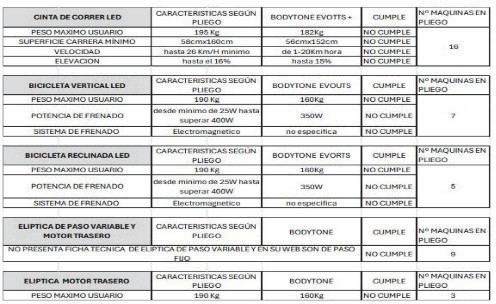 CINTA DE CORRER LED CARACTERISTICAS SEGÚN PLIEGO BODYTONE EVOTTS + CUMPLE Nº MAQUINAS EN PLIEGO
PESO MAXIMO USUARIO 195 Kg 182Kg NO CUMPLE 16
SUPERFICIE CARRERA MÍNIMO 58cmx160cm 56cmx152cm NO CUMPLE
VELOCIDAD hasta 26 Km/H minimo de 1-20Km hora NO CUMPLE
ELEVACION hasta el 16% hasta 15% NO CUMPLE
BICICLETA VERTICAL LED CARACTERISTICAS SEGÚN PLIEGO BODYTONE EVOUTS CUMPLE Nº MAQUINAS EN PLIEGO
PESO MAXIMO USUARIO 190 Kg 160Kg NO CUMPLE 7
POTENCIA DE FRENADO desde minimo de 25W hasta superar 400W 350W NO CUMPLE
SISTEMA DE FRENADO Electromagnetico no especifica NO CUMPLE
BICICLETA RECLINADA LED CARACTERISTICAS SEGÚN PLIEGO BODYTONE EVORTS CUMPLE Nº MAQUINAS EN PLIEGO
PESO MAXIMO USUARIO 190 Kg 160Kg NO CUMPLE 5
POTENCIA DE FRENADO desde minimo de 25W hasta superar 400W 350W NO CUMPLE
SISTEMA DE FRENADO Electromagnetico no especifica NO CUMPLE
ELIPTICA DE PASO VARIABLE Y MOTOR TRASERO CARACTERISTICAS SEGÚN PLIEGO BODYTONE CUMPLE Nº MAQUINAS EN PLIEGO
NO PRESENTA FICHA TECNICA DE ELIPTICA DE PASO VARIABLE Y EN SU WEB SON DE PASO FIJO NO CUMPLE 9
ELIPTICA MOTOR TRASERO CARACTERISTICAS SEGÚN PLIEGO BODYTONE CUMPLE Nº MAQUINAS EN PLIEGO
PESO MAXIMO USUARIO 190 Kg 160Kg NO CUMPLE 3